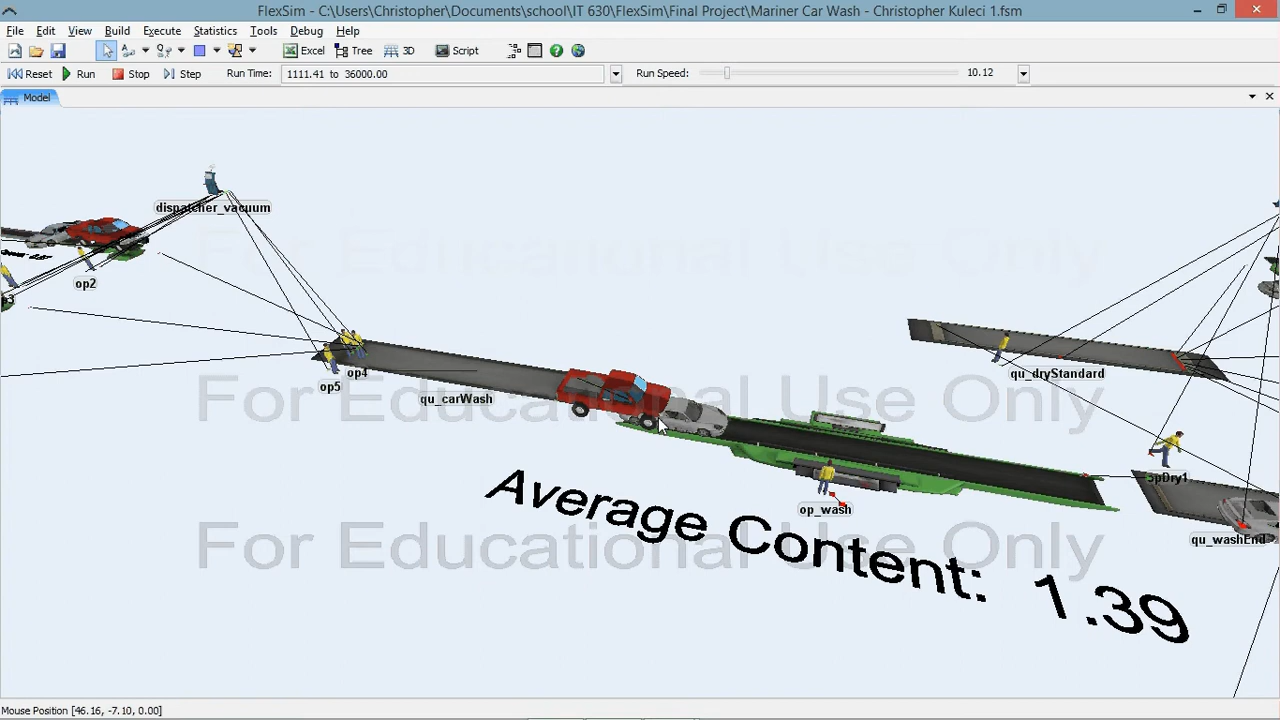 FlexSim - C:\Users\Christopher\Documents\school\IT 630\FlexSim\Final Project\Mariner Car Wash - Christopher Kuleci 1.fsm
File Edit View Build Execute Statistics Tools Debug Help
Excel Tree 3D Script
Reset Run Stop Step Run Time: 1111.41 to 36000.00 Run Speed: 10.12
Model
dispatcher_vacuum
For Educational Use Only
op2
qu_dryStandard
op4
op5
qu_carWash
For Educational Use Only
op_wash
qu_washEnd
Average Content: 1.39
For Educational Use Only
Mouse Position [46.16, -7.10, 0.00]